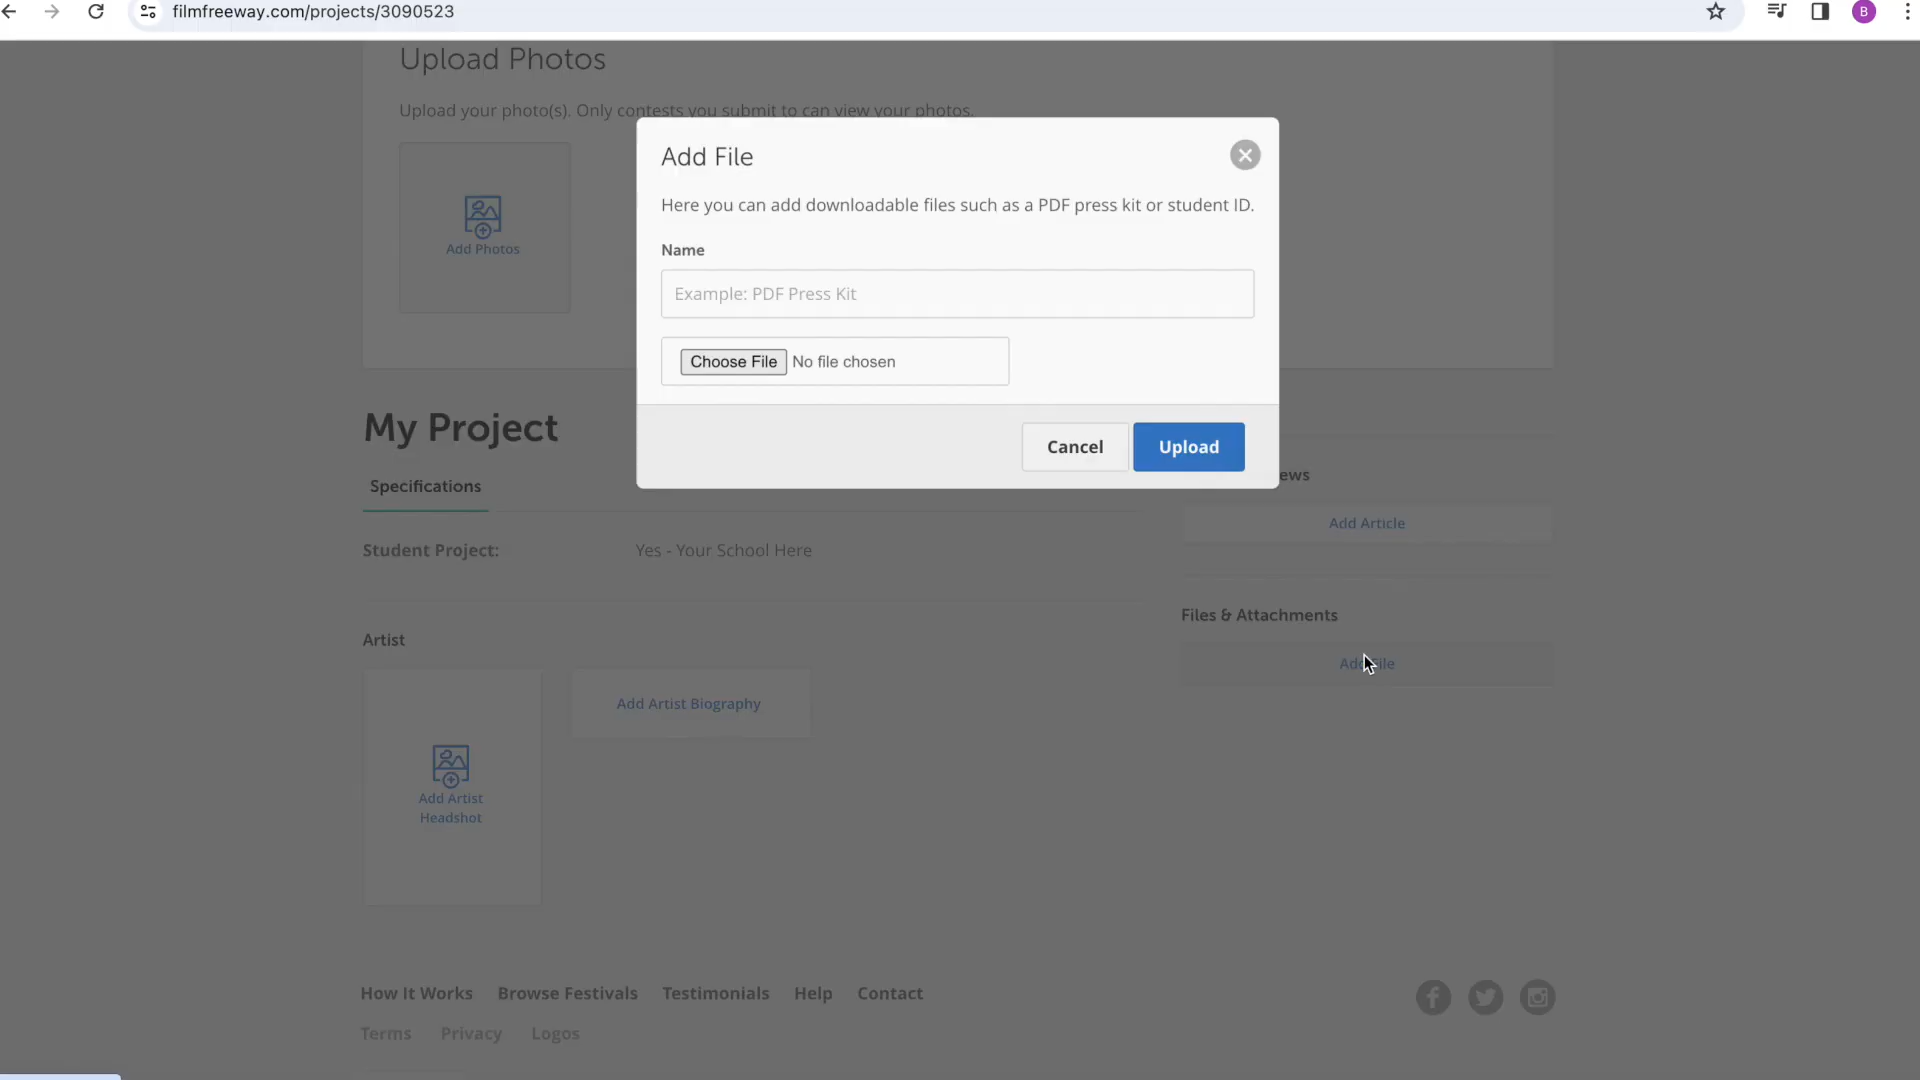 filmfreeway.com/projects/3090523
B
Upload Photos
Upload your photo(s). Only contests you submit to can view your photos.
Add Photos
Add File
Here you can add downloadable files such as a PDF press kit or student ID.
Name
Example: PDF Press Kit
Choose File No file chosen
Cancel Upload
My Project
ews
Specifications
Add Article
Student Project: Yes - Your School Here
Files & Attachments
Artist
Add File
Add Artist Biography
Add Artist
Headshot
How It Works Browse Festivals Testimonials Help Contact
Terms Privacy Logos